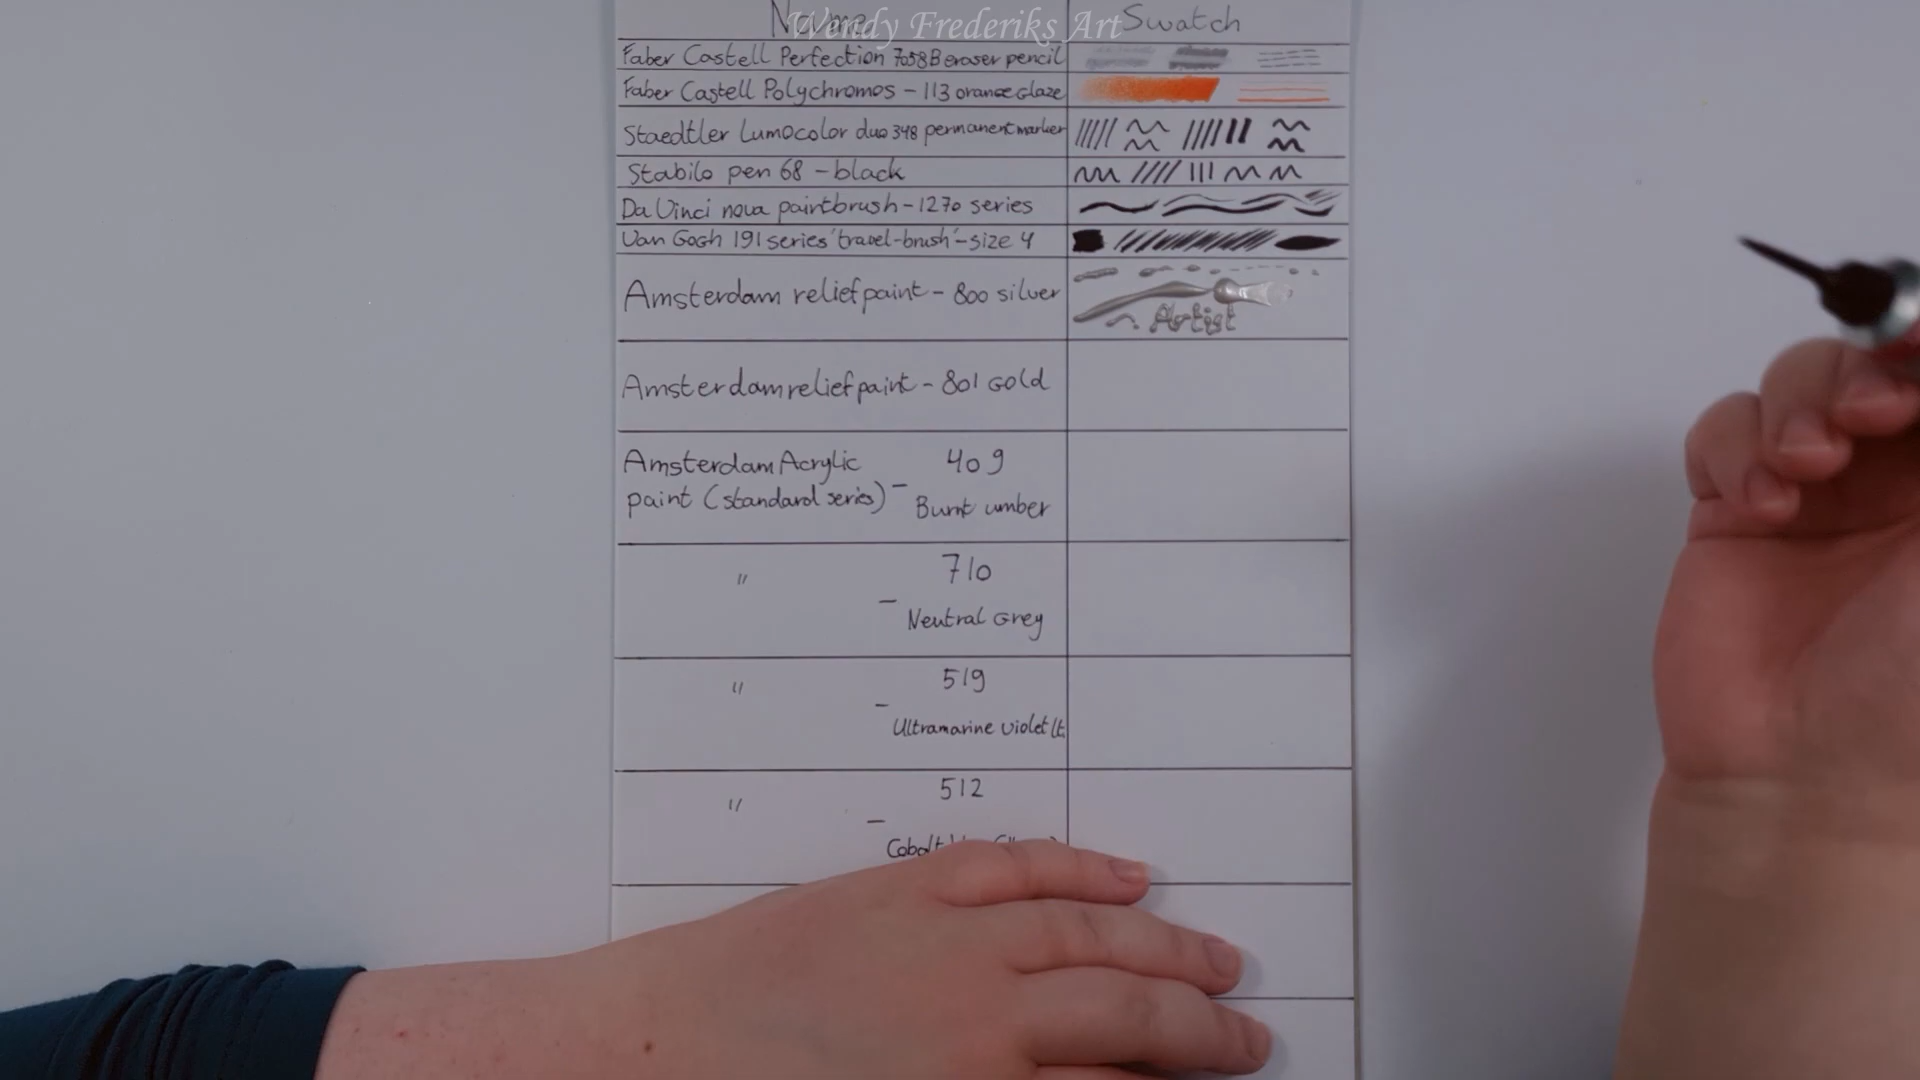 Name
Wendy Frederiks Art
Swatch
Faber Castell Perfection 7058B eraser pencil
Faber Castell Polychromos - 113 orange Glaze
Staedtler Lumocolor duo 348 permanent marker
Stabilo pen 68 - black
Da Vinci nova paintbrush - 1270 series
Van Gogh 191 series 'travel-brush' - size 4
Amsterdam relief paint - 800 silver
Artist
Amsterdam relief paint - 801 Gold
Amsterdam Acrylic
paint (standard series) -
409
Burnt umber
"
710
- Neutral Grey
"
519
- Ultramarine violet lt.
"
512
-
Cobalt